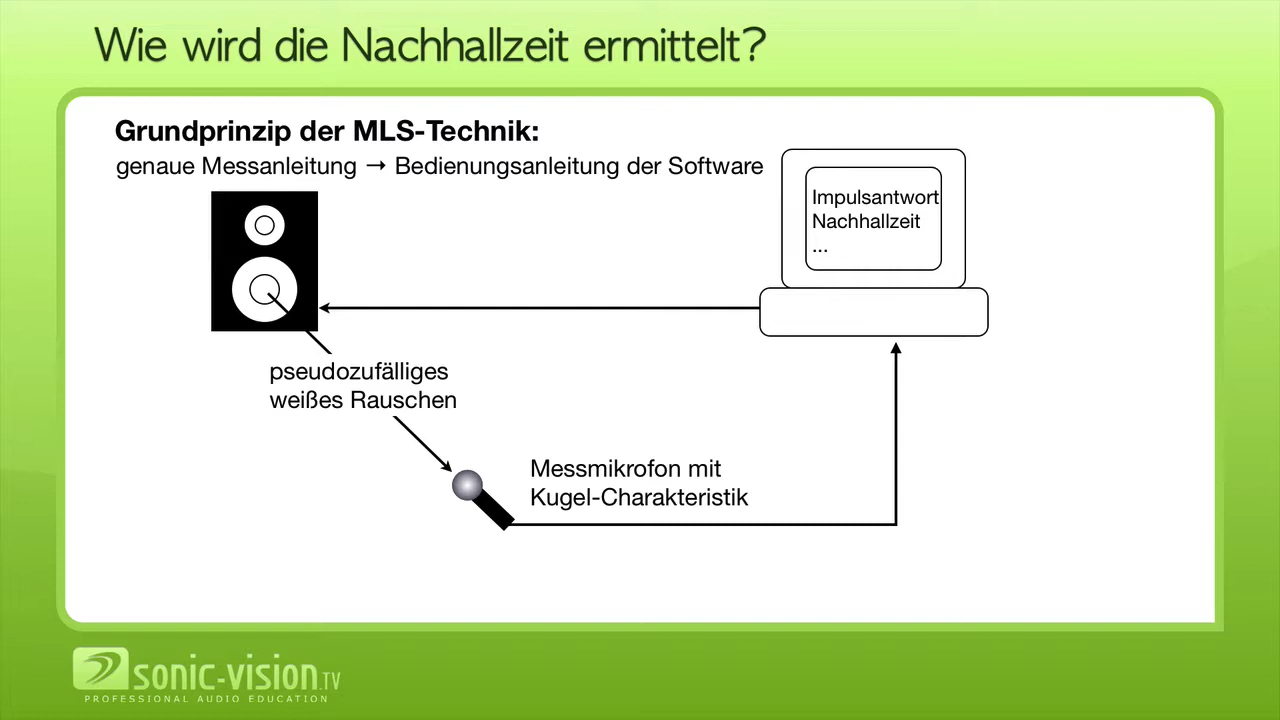 Wie wird die Nachhallzeit ermittelt?
Grundprinzip der MLS-Technik:
genaue Messanleitung → Bedienungsanleitung der Software
Impulsantwort
Nachhallzeit
...
pseudozufälliges
weißes Rauschen
Messmikrofon mit
Kugel-Charakteristik
sonic-vision.TV
PROFESSIONAL AUDIO EDUCATION